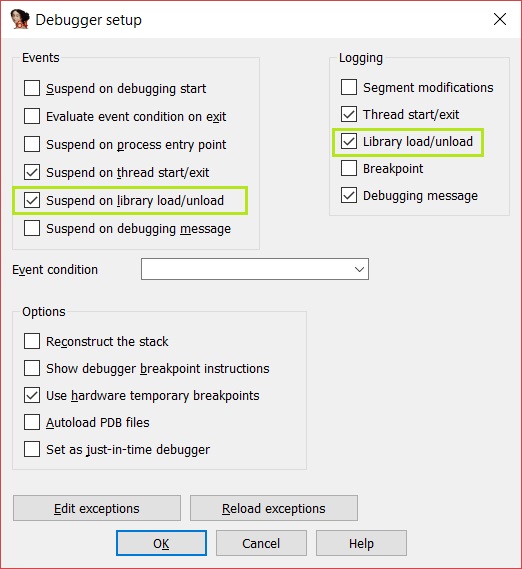 Debugger setup
Events
Suspend on debugging start
Evaluate event condition on exit
Suspend on process entry point
Suspend on thread start/exit
Suspend on library load/unload
Suspend on debugging message
Logging
Segment modifications
Thread start/exit
Library load/unload
Breakpoint
Debugging message
Event condition
Options
Reconstruct the stack
Show debugger breakpoint instructions
Use hardware temporary breakpoints
Autoload PDB files
Set as just-in-time debugger
Edit exceptions
Reload exceptions
OK
Cancel
Help